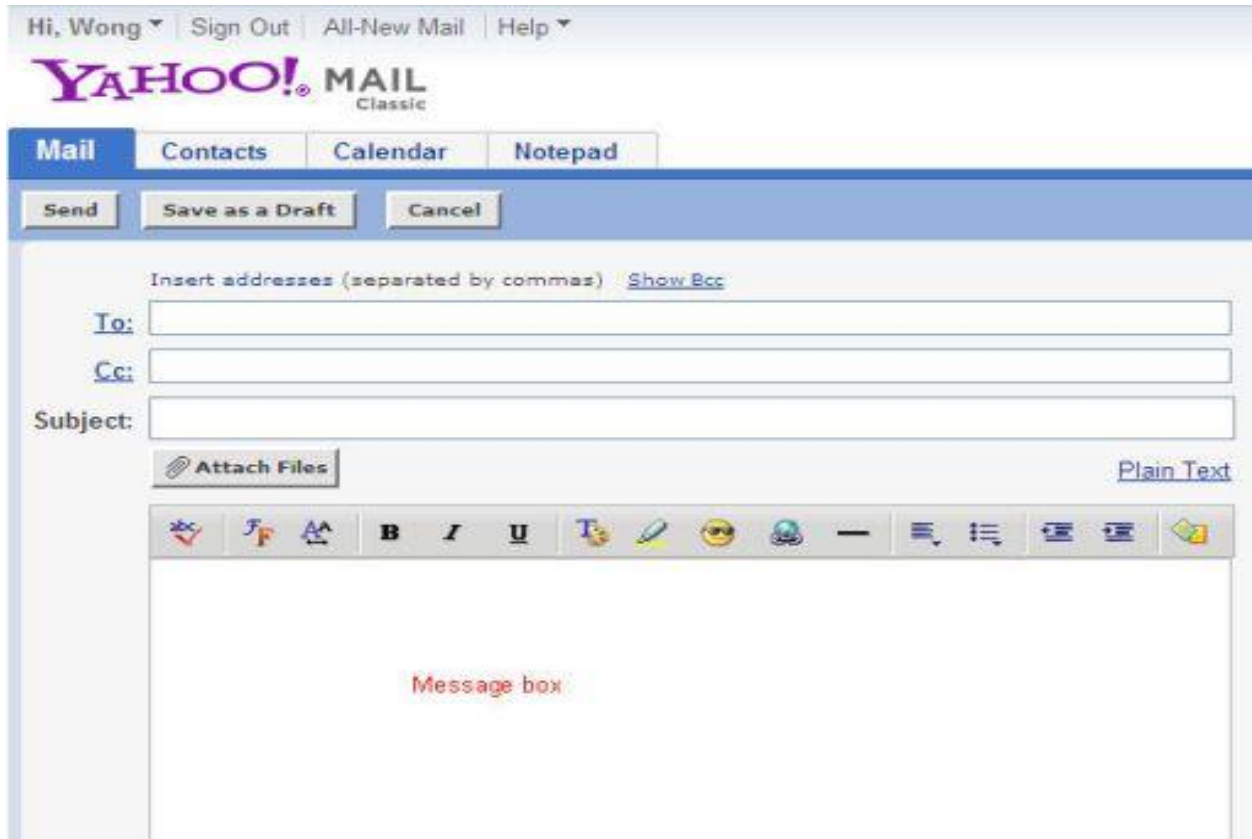 Hi, Wong Sign Out All-New Mail Help
YAHOO!® MAIL
Classic
Mail Contacts Calendar Notepad
Send Save as a Draft Cancel
Insert addresses (separated by commas) Show Bcc
To:
Cc:
Subject:
Attach Files Plain Text
abc F F A A B I U T
Message box